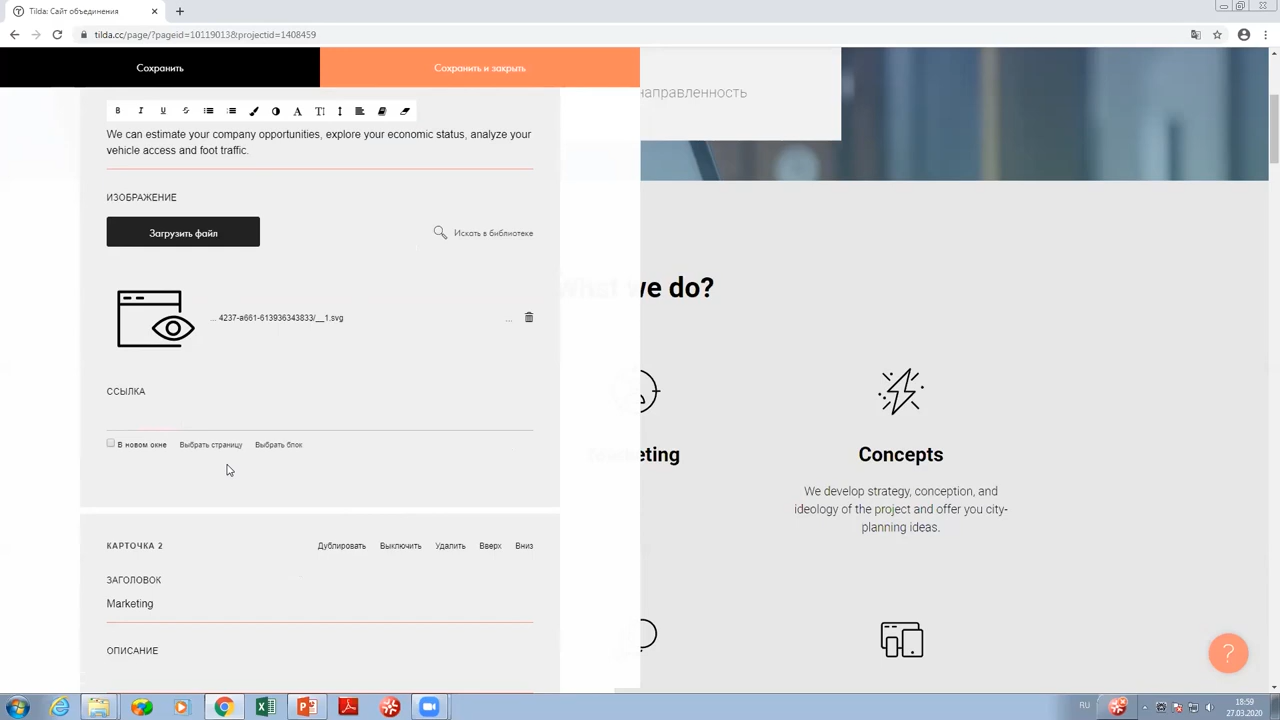 Tilda: Сайт объединения
tilda.cc/page/?pageid=10119013&projectid=1408459
Сохранить
Сохранить и закрыть
направленность
We can estimate your company opportunities, explore your economic status, analyze your
vehicle access and foot traffic.
ИЗОБРАЖЕНИЕ
Загрузить файл
Искать в библиотеке
What we do?
... 4237-a661-613936343833/__1.svg
...
ССЫЛКА
В новом окне Выбрать страницу Выбрать блок
Marketing
Concepts
We develop strategy, conception, and
ideology of the project and offer you city-
planning ideas.
КАРТОЧКА 2
Дублировать Выключить Удалить Вверх Вниз
ЗАГОЛОВОК
Marketing
ОПИСАНИЕ
?
RU
18:59
27.03.2020